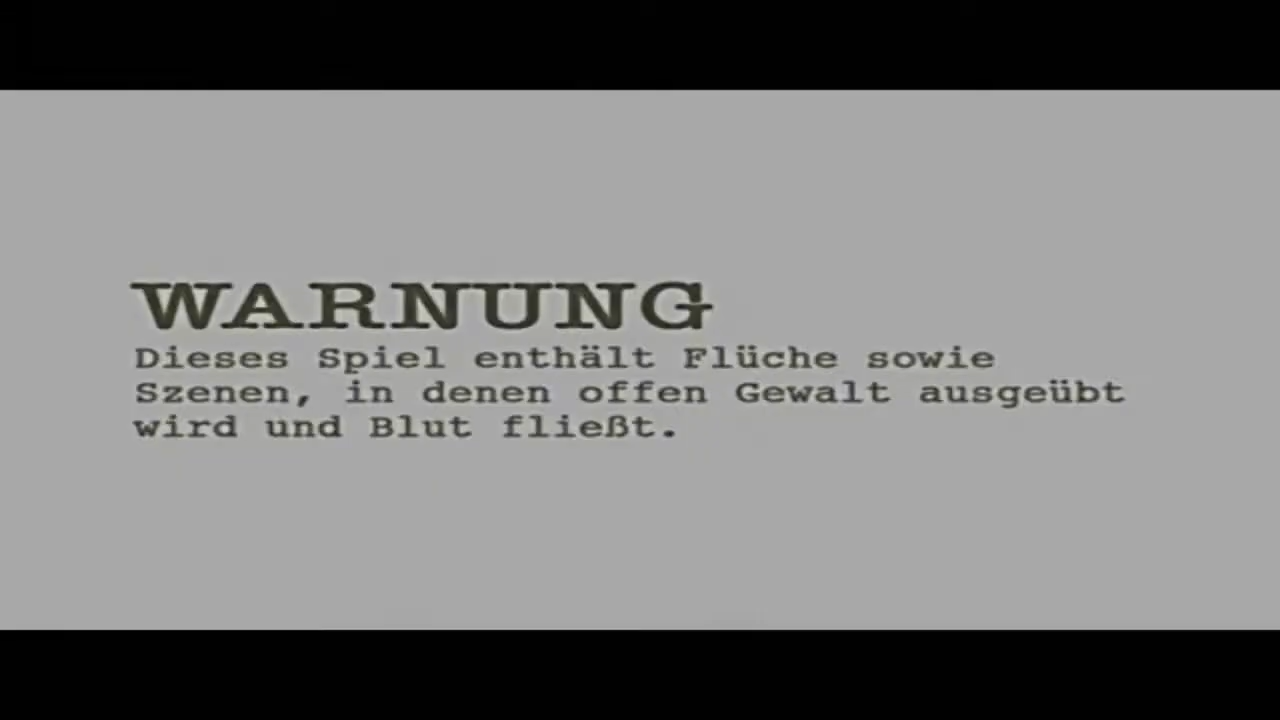 WARNUNG
Dieses Spiel enthält Flüche sowie
Szenen, in denen offen Gewalt ausgeübt
wird und Blut fließt.